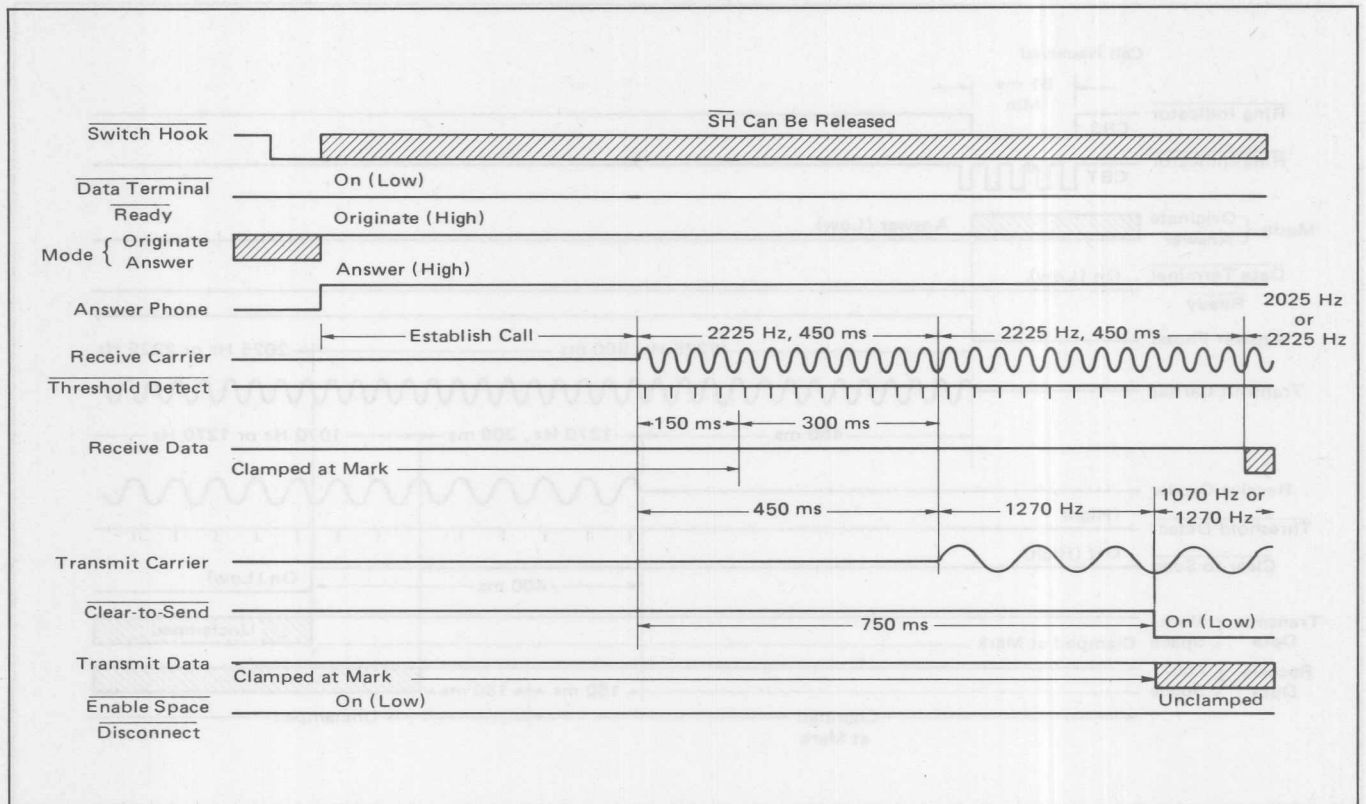 SH Can Be Released
Switch Hook
On (Low)
Data Terminal
Ready
Originate (High)
Mode { Originate
Answer
Answer (High)
Answer Phone
2025 Hz
or
2225 Hz
Establish Call
2225 Hz, 450 ms
2225 Hz, 450 ms
Receive Carrier
Threshold Detect
150 ms
300 ms
Receive Data
Clamped at Mark
1070 Hz or
1270 Hz
450 ms
1270 Hz
Transmit Carrier
Clear-to-Send
750 ms
On (Low)
Transmit Data
Clamped at Mark
Unclamped
Enable Space
Disconnect
On (Low)